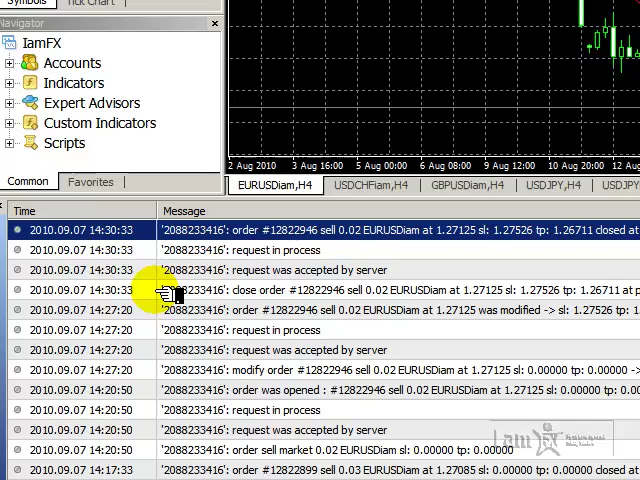 Symbols Tick Chart
Navigator
IamFX
Accounts
Indicators
Expert Advisors
Custom Indicators
Scripts
Common Favorites
2 Aug 2010 3 Aug 16:00 5 Aug 00:00 6 Aug 08:00 9 Aug 12:00 10 Aug 20:00 12 Aug
EURUSDiam,H4 USDCHFiam,H4 GBPUSDiam,H4 USDJPY,H4 USDJPY
Time Message
2010.09.07 14:30:33 '2088233416': order #12822946 sell 0.02 EURUSDiam at 1.27125 sl: 1.27526 tp: 1.26711 closed at
2010.09.07 14:30:33 '2088233416': request in process
2010.09.07 14:30:33 '2088233416': request was accepted by server
2010.09.07 14:30:33 '2088233416': close order #12822946 sell 0.02 EURUSDiam at 1.27125 sl: 1.27526 tp: 1.26711 at p
2010.09.07 14:27:20 '2088233416': order #12822946 sell 0.02 EURUSDiam at 1.27125 was modified -> sl: 1.27526 tp:
2010.09.07 14:27:20 '2088233416': request in process
2010.09.07 14:27:20 '2088233416': request was accepted by server
2010.09.07 14:27:20 '2088233416': modify order #12822946 sell 0.02 EURUSDiam at 1.27125 sl: 0.00000 tp: 0.00000 ->
2010.09.07 14:20:50 '2088233416': order was opened : #12822946 sell 0.02 EURUSDiam at 1.27125 sl: 0.00000 tp: 0.0
2010.09.07 14:20:50 '2088233416': request in process
2010.09.07 14:20:50 '2088233416': request was accepted by server
2010.09.07 14:20:50 '2088233416': order sell market 0.02 EURUSDiam sl: 0.00000 tp: 0.00000
2010.09.07 14:17:33 '2088233416': order #12822899 sell 0.03 EURUSDiam at 1.27085 sl: 0.00000 tp: 0.00000 closed